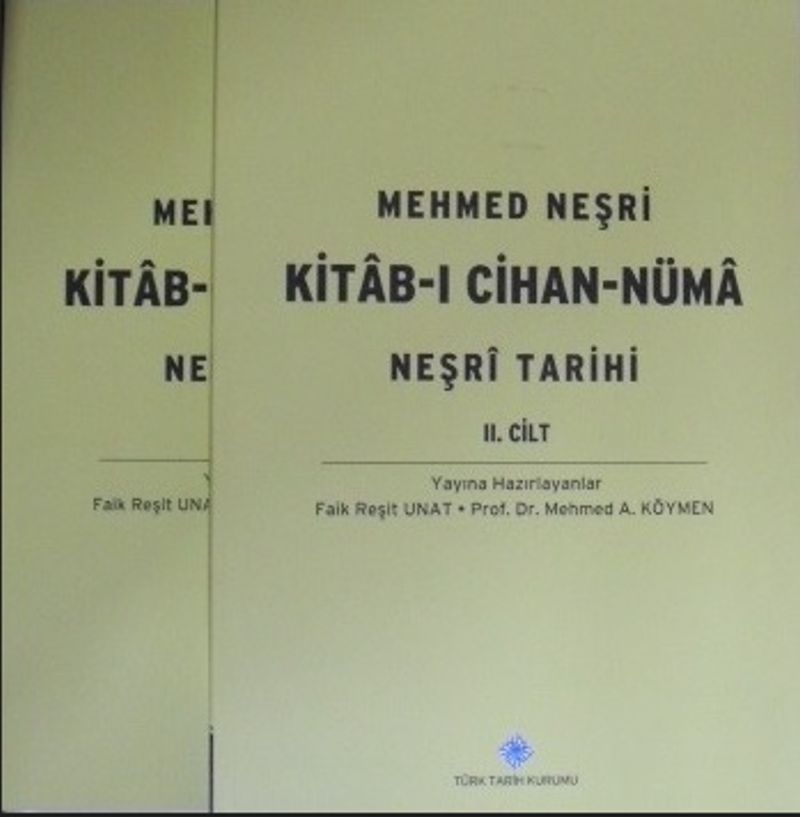 MEH
KİTÂB-
NE
Faik Reşit UNA
MEHMED NEŞRİ
KİTÂB-I CİHAN-NÜMÂ
NEŞRÎ TARİHİ
II. CİLT
Yayına Hazırlayanlar
Faik Reşit UNAT • Prof. Dr. Mehmed A. KÖYMEN
TÜRK TARİH KURUMU